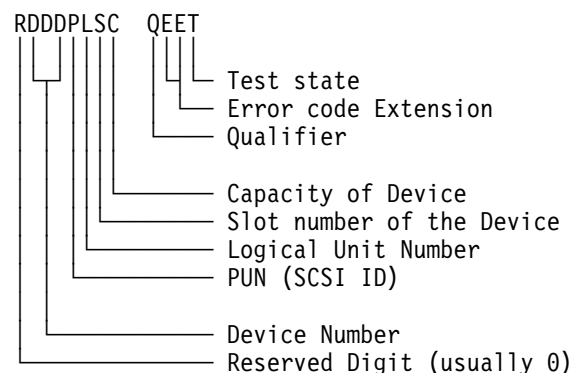 RDDDPLSC QEET
Test state
Error code Extension
Qualifier
Capacity of Device
Slot number of the Device
Logical Unit Number
PUN (SCSI ID)
Device Number
Reserved Digit (usually 0)